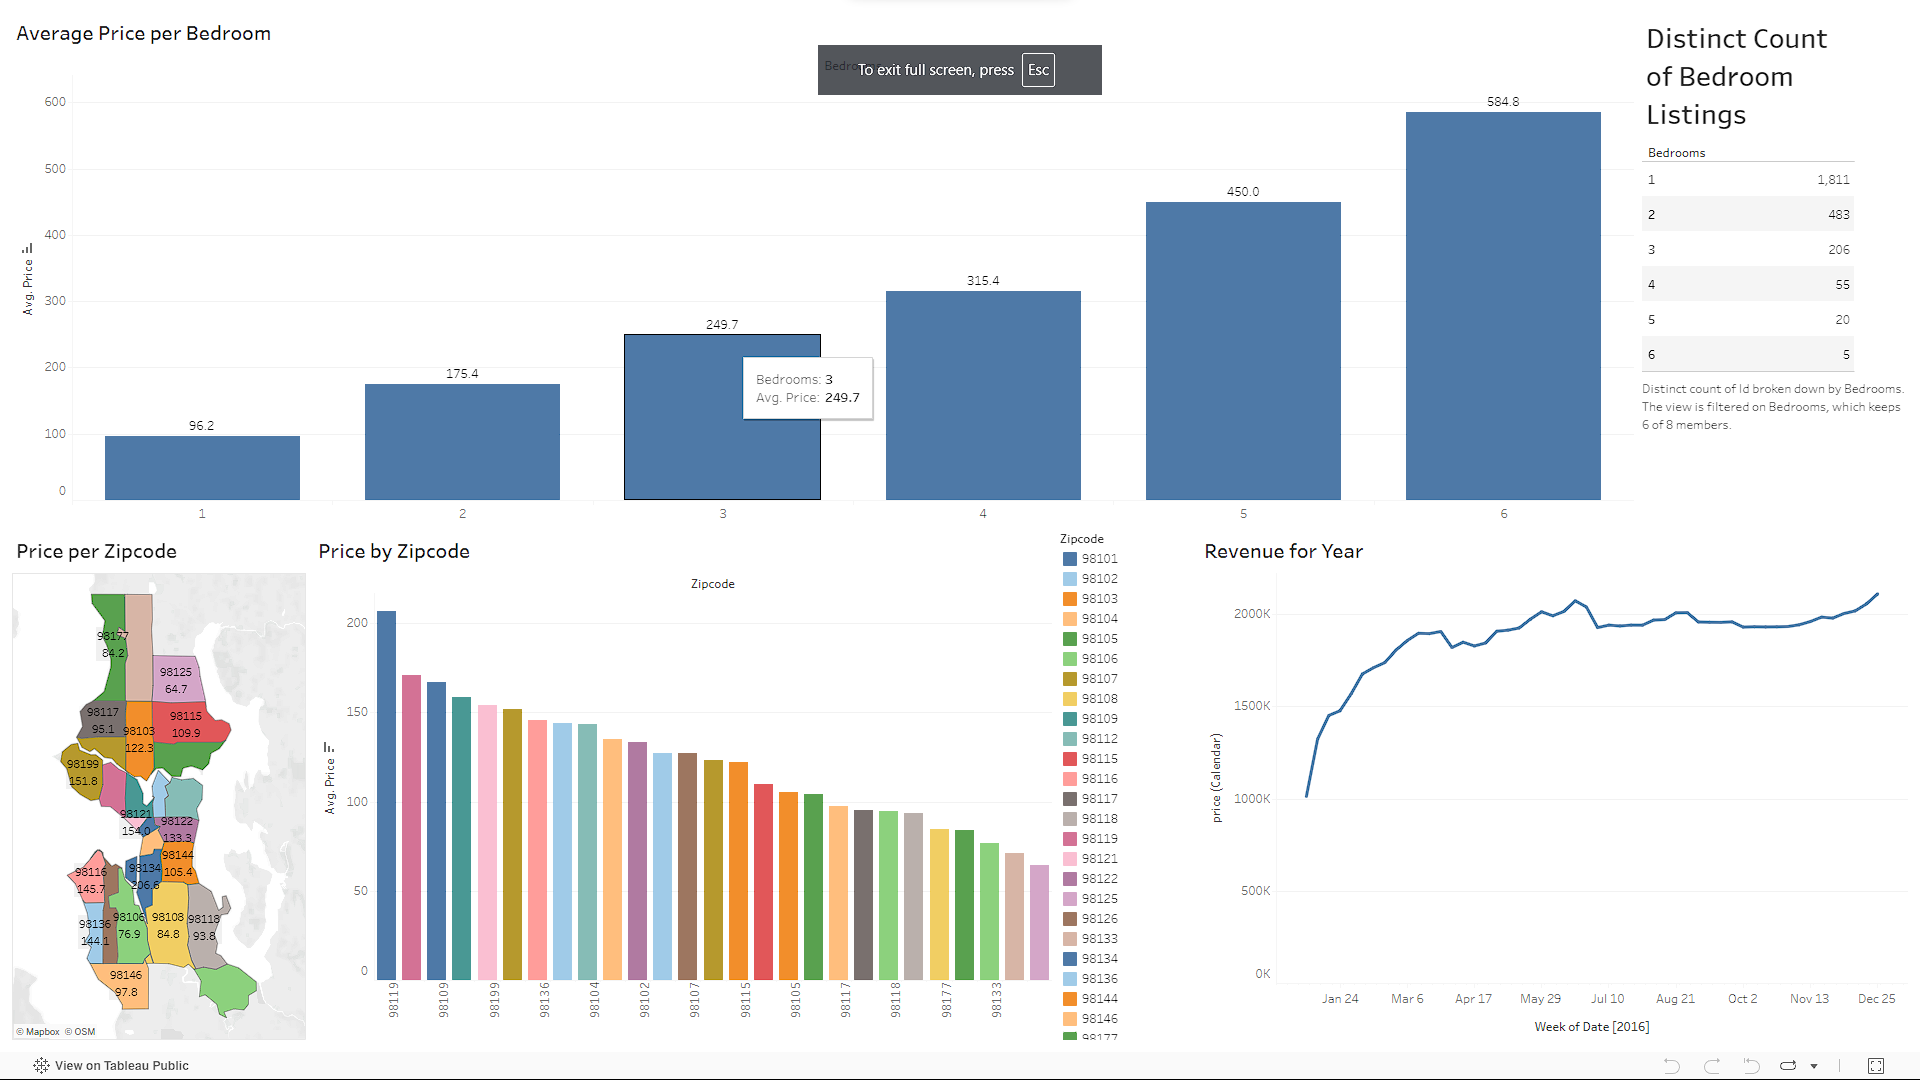 Average Price per Bedroom
To exit full screen, press Esc
Avg. Price
600
500
400
300
200
100
0
96.2
175.4
249.7
315.4
450.0
584.8
Bedrooms: 3
Avg. Price: 249.7
1
2
3
4
5
6
Distinct Count
of Bedroom
Listings
Bedrooms
1 1,811
2 483
3 206
4 55
5 20
6 5
Distinct count of Id broken down by Bedrooms.
The view is filtered on Bedrooms, which keeps
6 of 8 members.
Price per Zipcode
98177
84.2
98125
64.7
98117
95.1
98115
109.9
98103
122.3
98199
151.8
98121
154.0
98122
133.3
98144
105.4
98134
206.6
98116
145.7
98136
144.1
98106
76.9
98108
84.8
98118
93.8
98146
97.8
© Mapbox © OSM
Price by Zipcode
Zipcode
Avg. Price
200
150
100
50
0
98119
98109
98199
98136
98104
98102
98107
98115
98105
98117
98118
98177
98133
Zipcode
98101
98102
98103
98104
98105
98106
98107
98108
98109
98112
98115
98116
98117
98118
98119
98121
98122
98125
98126
98133
98134
98136
98144
98146
98177
Revenue for Year
price (Calendar)
2000K
1500K
1000K
500K
0K
Jan 24
Mar 6
Apr 17
May 29
Jul 10
Aug 21
Oct 2
Nov 13
Dec 25
Week of Date [2016]
View on Tableau Public